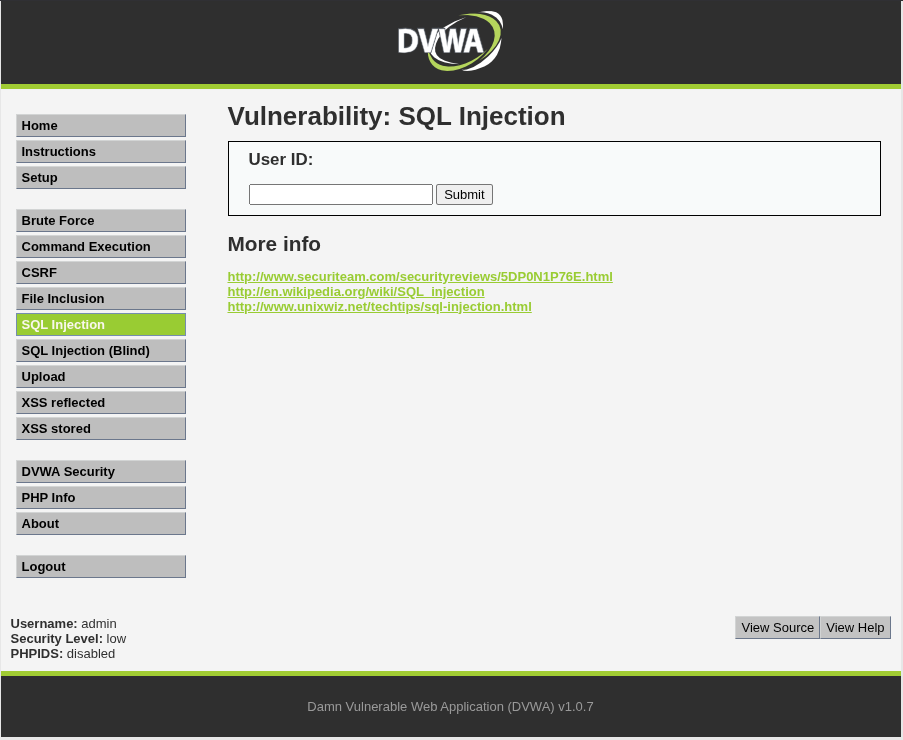 DVWA
Home
Instructions
Setup
Brute Force
Command Execution
CSRF
File Inclusion
SQL Injection
SQL Injection (Blind)
Upload
XSS reflected
XSS stored
DVWA Security
PHP Info
About
Logout
Vulnerability: SQL Injection
User ID:
Submit
More info
http://www.securiteam.com/securityreviews/5DP0N1P76E.html
http://en.wikipedia.org/wiki/SQL_injection
http://www.unixwiz.net/techtips/sql-injection.html
Username: admin
Security Level: low
PHPIDS: disabled
View Source View Help
Damn Vulnerable Web Application (DVWA) v1.0.7